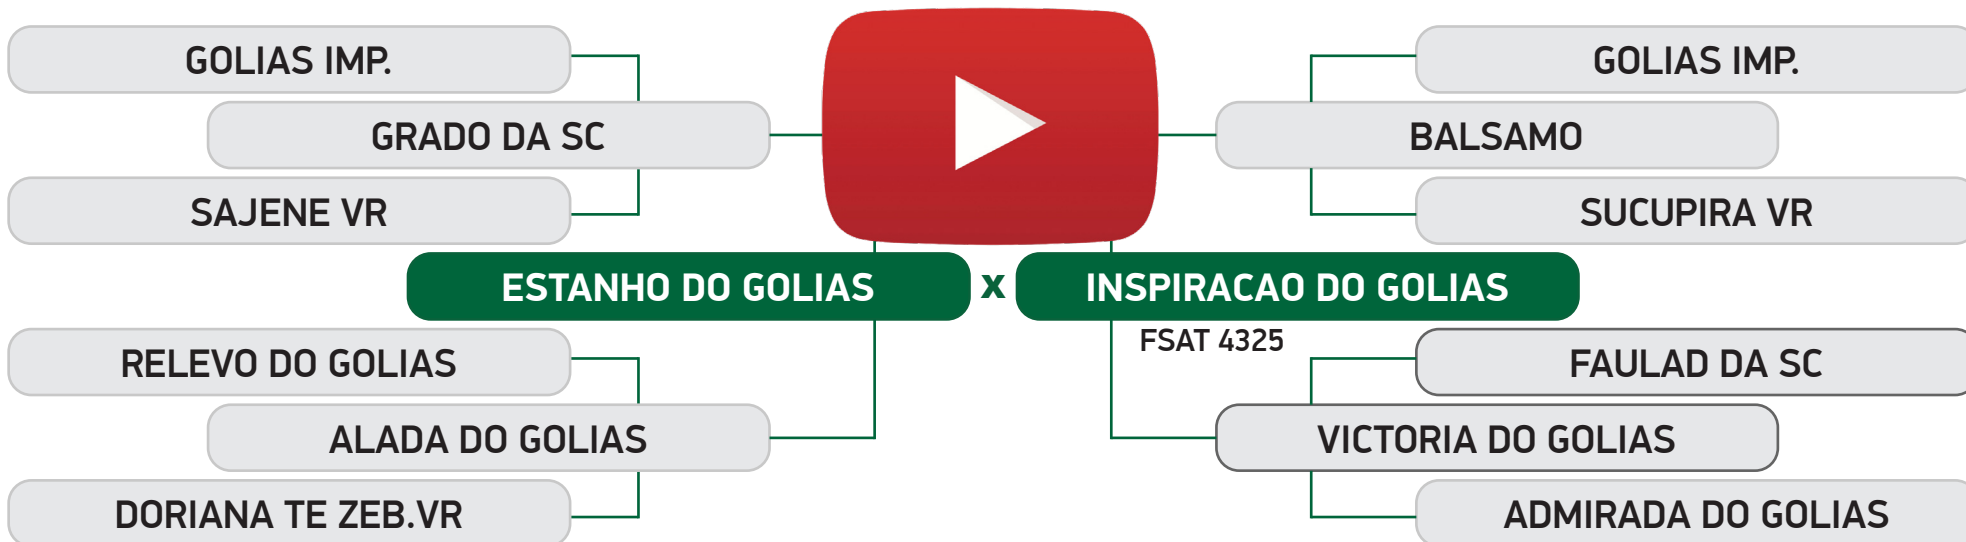 GOLIAS IMP.
GRADO DA SC
SAJENE VR
GOLIAS IMP.
BALSAMO
SUCUPIRA VR
ESTANHO DO GOLIAS x INSPIRACAO DO GOLIAS
FSAT 4325
RELEVO DO GOLIAS
ALADA DO GOLIAS
DORIANA TE ZEB.VR
FAULAD DA SC
VICTORIA DO GOLIAS
ADMIRADA DO GOLIAS